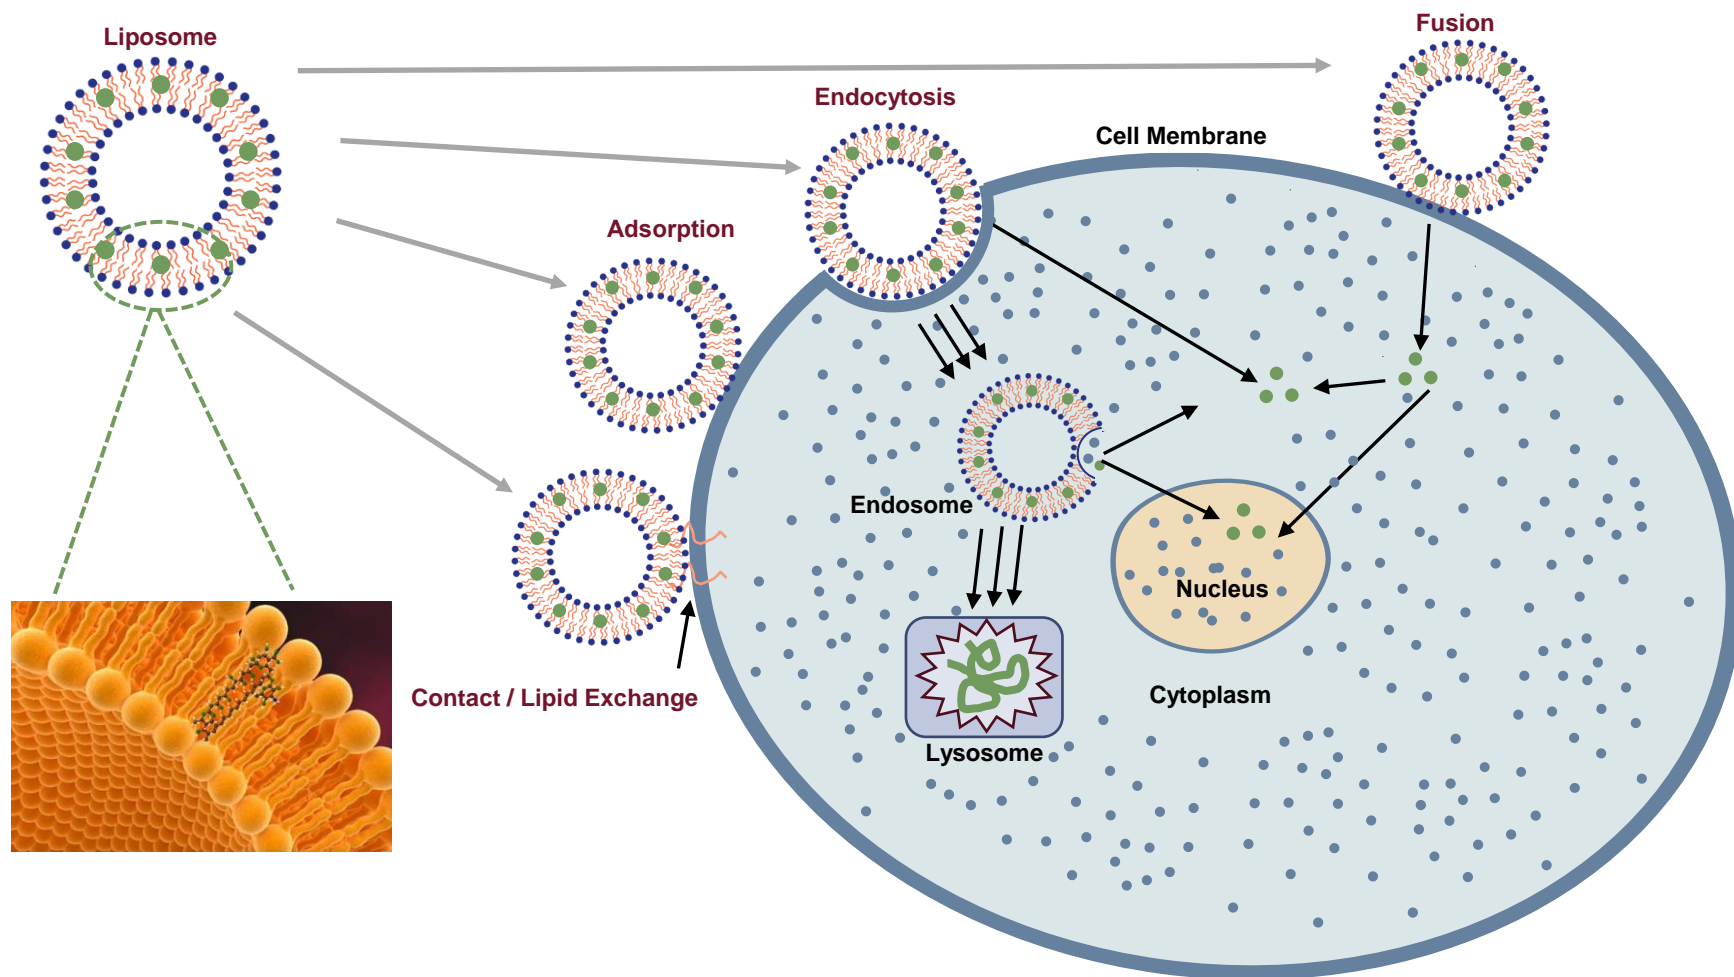 Liposome
Fusion
Endocytosis
Cell Membrane
Adsorption
Endosome
Nucleus
Contact / Lipid Exchange
Cytoplasm
Lysosome